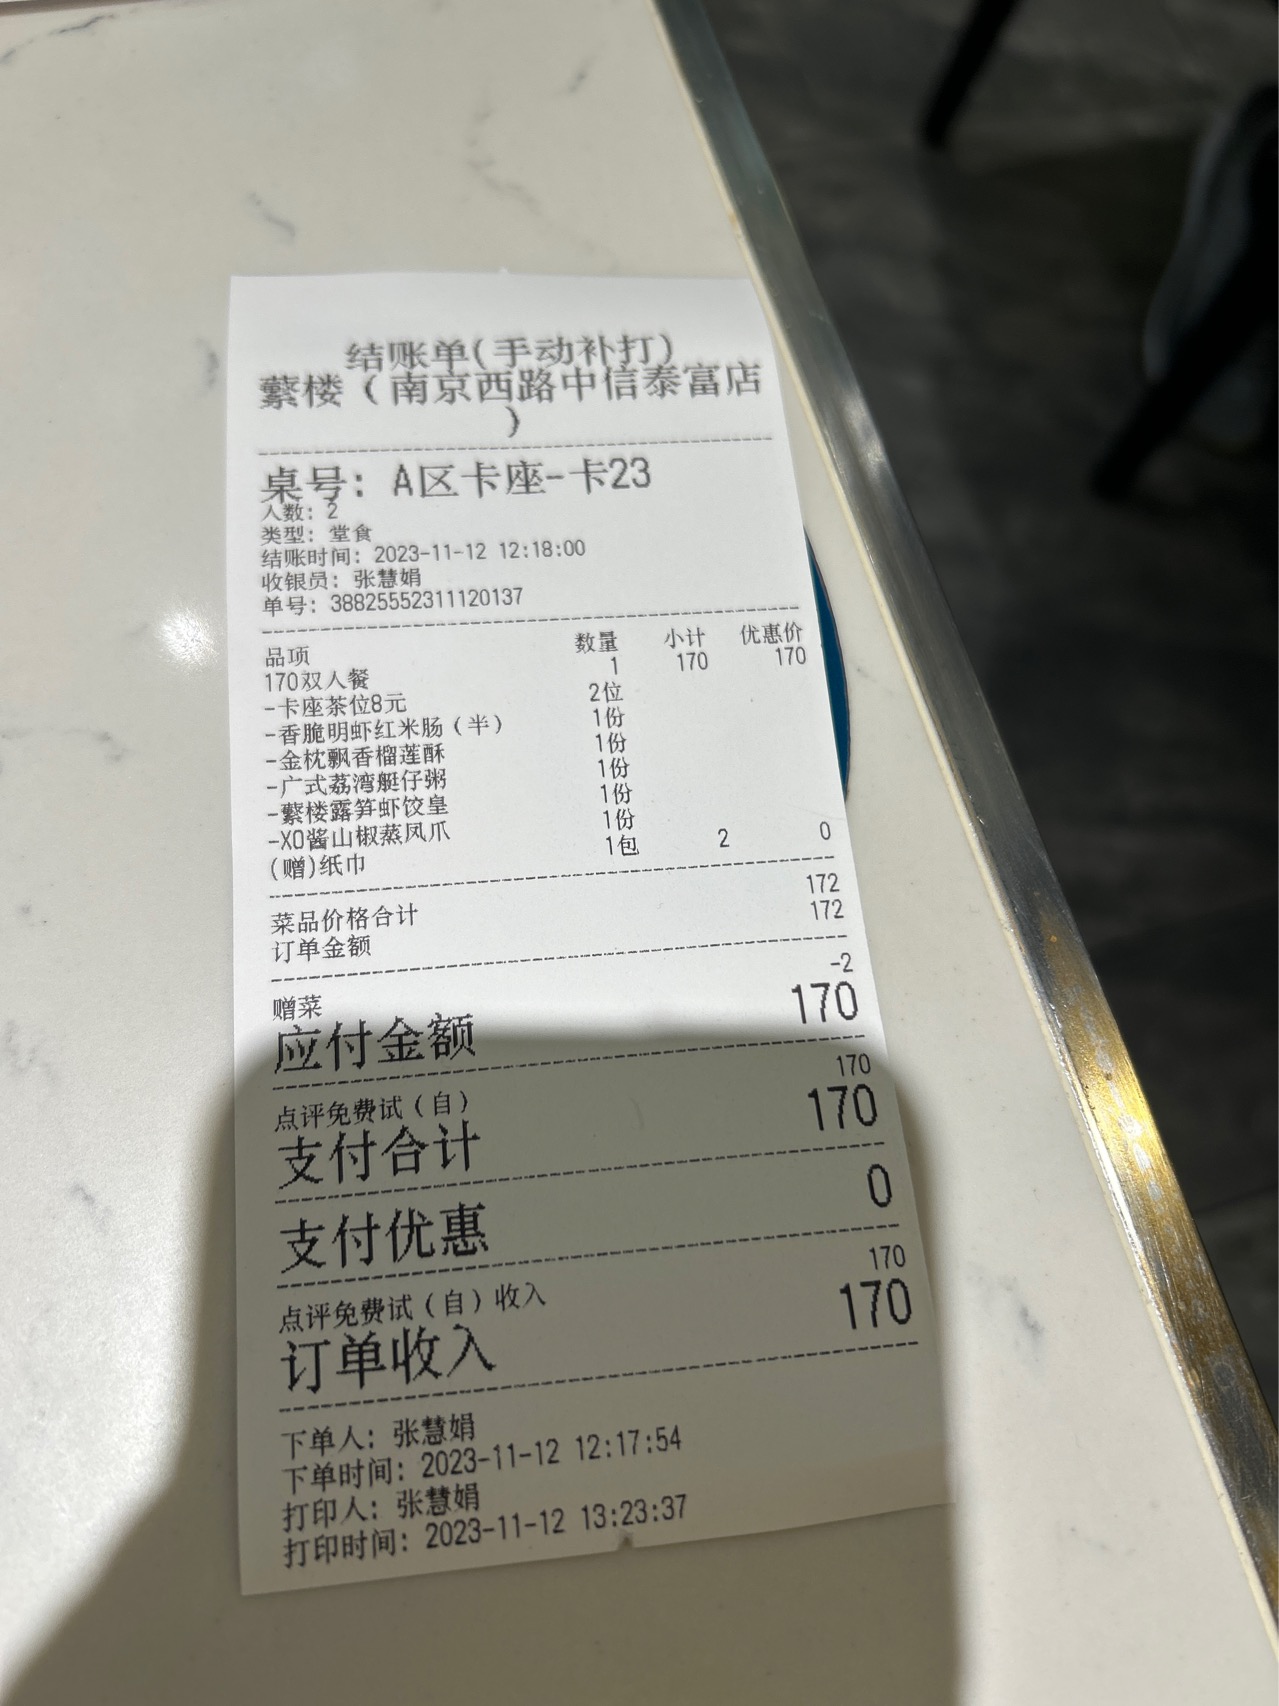 结账单(手动补打)
蘩楼（南京西路中信泰富店
）
桌号: A区卡座-卡23
人数: 2
类型: 堂食
结账时间: 2023-11-12 12:18:00
收银员: 张慧娟
单号: 38825552311120137
品项 数量 小计 优惠价
170双人餐 1 170 170
-卡座茶位8元 2位
-香脆明虾红米肠（半） 1份
-金枕飘香榴莲酥 1份
-广式荔湾艇仔粥 1份
-蘩楼露笋虾饺皇 1份
-XO酱山椒蒸凤爪 1份
(赠)纸巾 1包 2 0
菜品价格合计 172
订单金额 172
赠菜 -2
应付金额 170
点评免费试（自） 170
支付合计 170
支付优惠 0
点评免费试（自）收入 170
订单收入 170
下单人: 张慧娟
下单时间: 2023-11-12 12:17:54
打印人: 张慧娟
打印时间: 2023-11-12 13:23:37